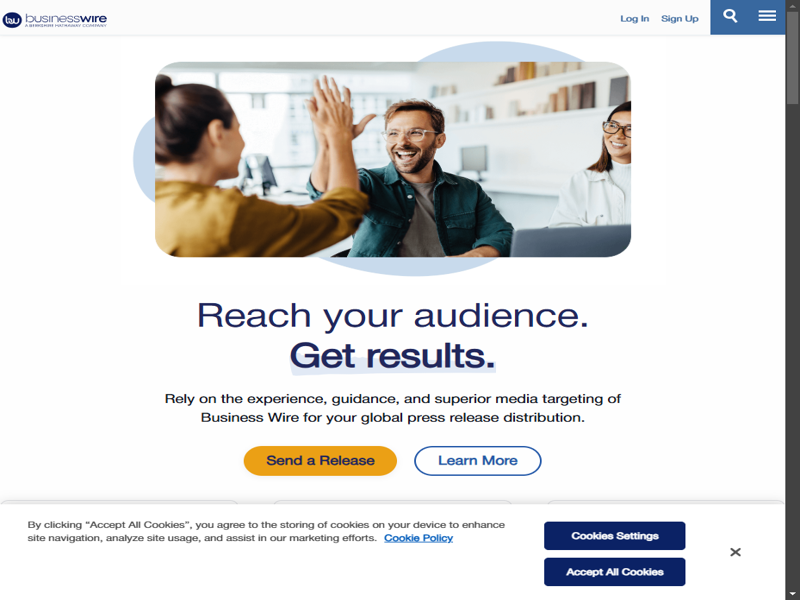 businesswire
A BERKSHIRE HATHAWAY COMPANY
Log In Sign Up
Reach your audience.
Get results.
Rely on the experience, guidance, and superior media targeting of
Business Wire for your global press release distribution.
Send a Release Learn More
By clicking “Accept All Cookies”, you agree to the storing of cookies on your device to enhance
site navigation, analyze site usage, and assist in our marketing efforts. Cookie Policy
Cookies Settings
Accept All Cookies